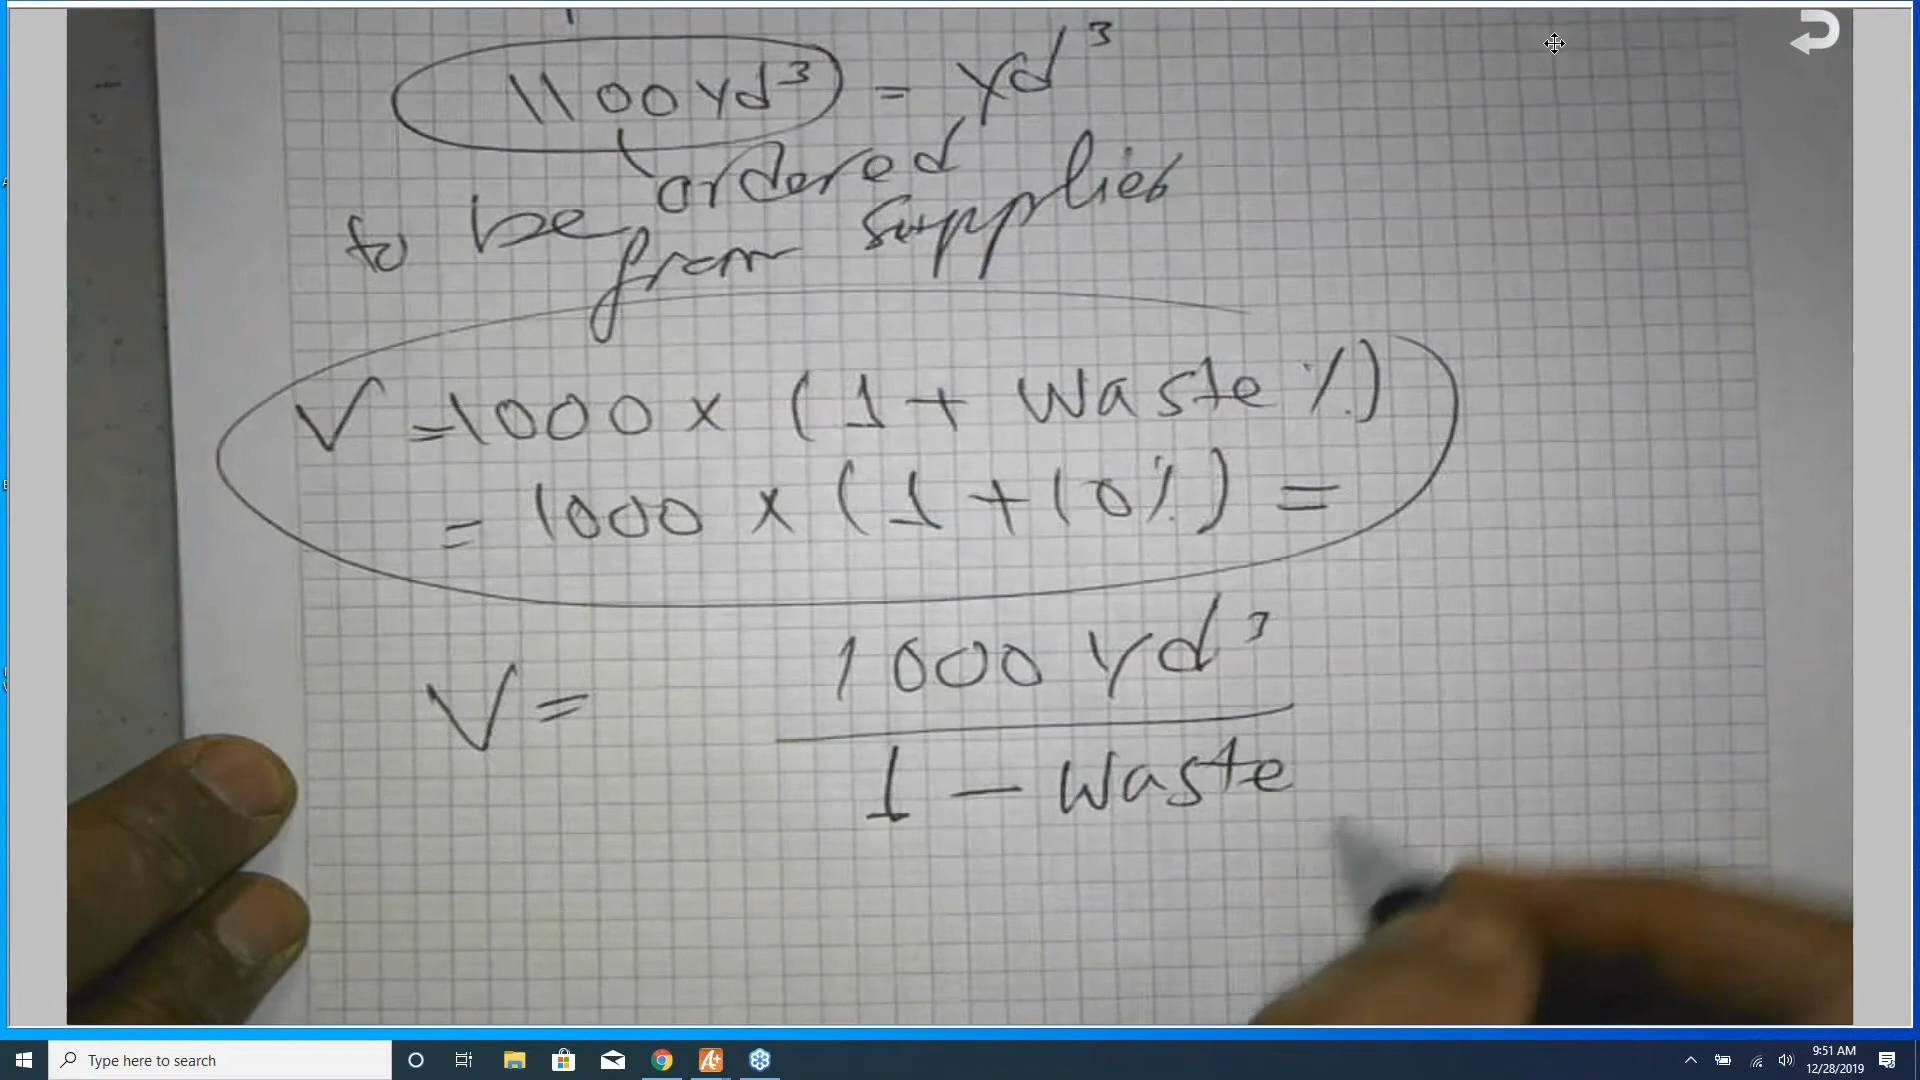 1100 yd³ = yd³
ordered
to be
from supplier
V = 1000 x (1 + Waste %)
= 1000 x (1 + 10%) =
V = 1000 yd³
1 - Waste
Type here to search
9:51 AM
12/28/2019